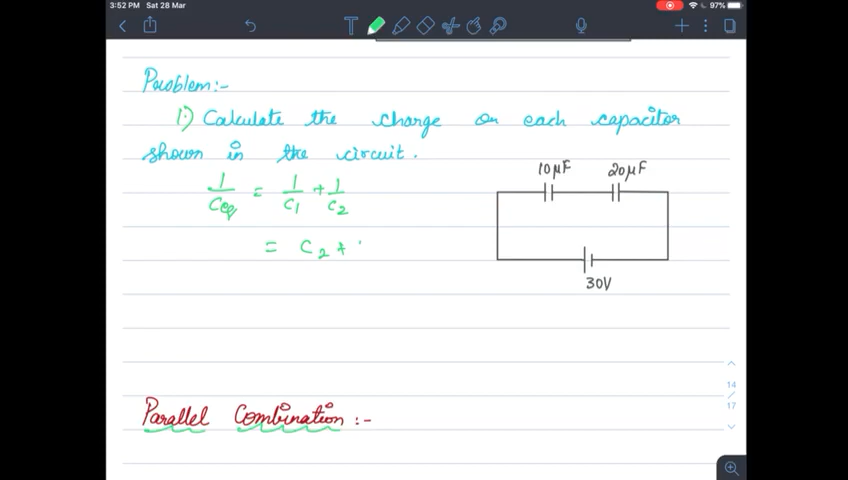 3:52 PM Sat 28 Mar
97%
Problem:-
1.) Calculate the charge on each capacitor
shown in the circuit.
10μF 20μF
1/Ceq = 1/C1 + 1/C2
= C2 +
30V
14
/
17
Parallel Combination :-